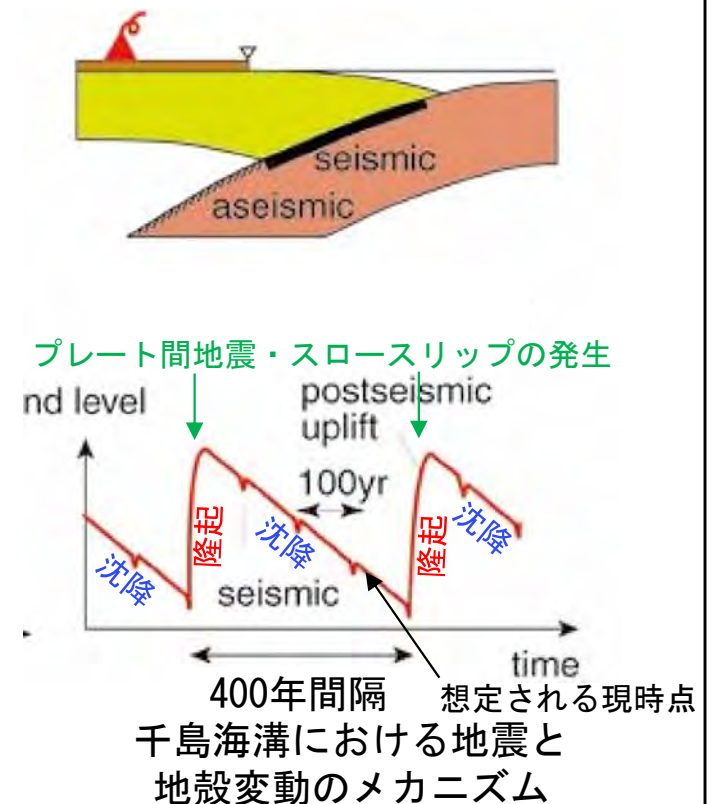 seismic
aseismic
プレート間地震・スロースリップの発生
nd level
postseismic
uplift
100yr
沈降
隆起
沈降
隆起
沈降
seismic
time
400年間隔
想定される現時点
千島海溝における地震と
地殻変動のメカニズム